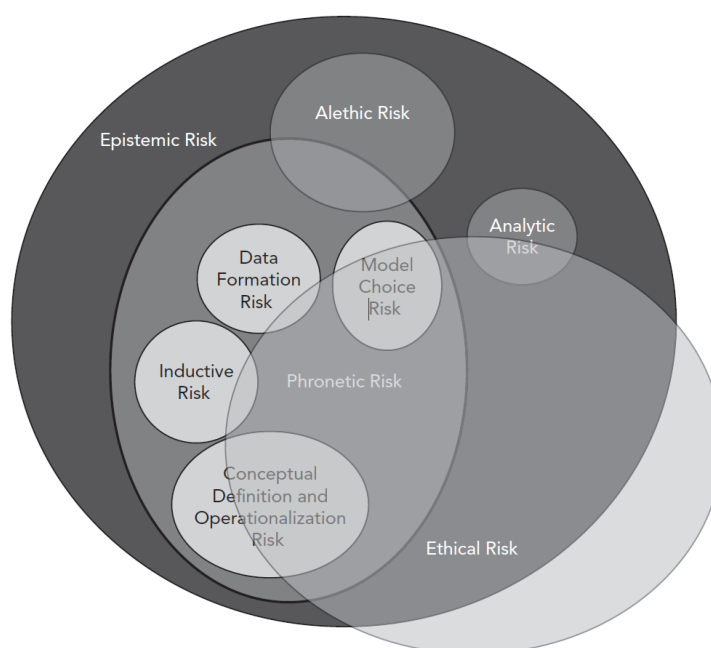 Alethic Risk
Epistemic Risk
Analytic
Risk
Data
Formation
Risk
Model
Choice
Risk
Inductive
Risk
Phronetic Risk
Conceptual
Definition and
Operationalization
Risk
Ethical Risk